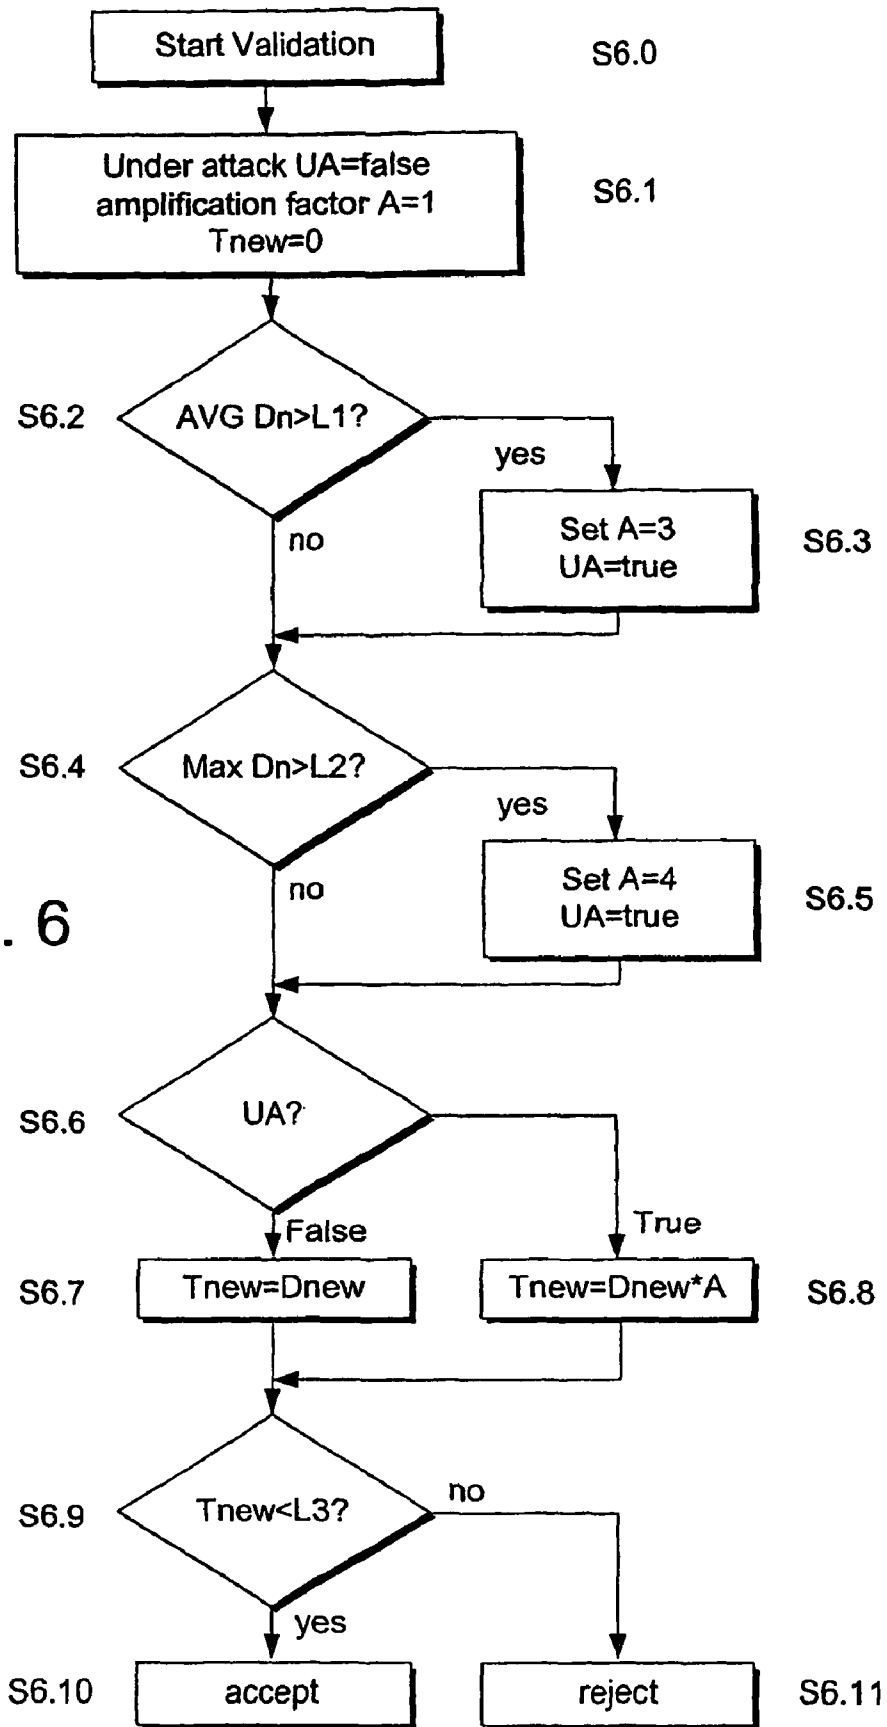 Start Validation
S6.0
Under attack UA=false
amplification factor A=1
Tnew=0
S6.1
S6.2
AVG Dn>L1?
yes
no
Set A=3
UA=true
S6.3
S6.4
Max Dn>L2?
yes
no
Set A=4
UA=true
S6.5
. 6
S6.6
UA?
False
True
S6.7
Tnew=Dnew
Tnew=Dnew*A
S6.8
S6.9
Tnew<L3?
no
yes
S6.10
accept
reject
S6.11